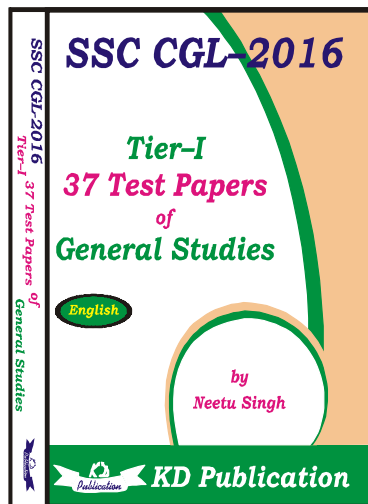 SSC CGL–2016
Tier–I
37 Test Papers
of
General Studies
English
by
Neetu Singh
Publication KD Publication
SSC CGL-2016
Tier–I 37 Test Papers of General Studies